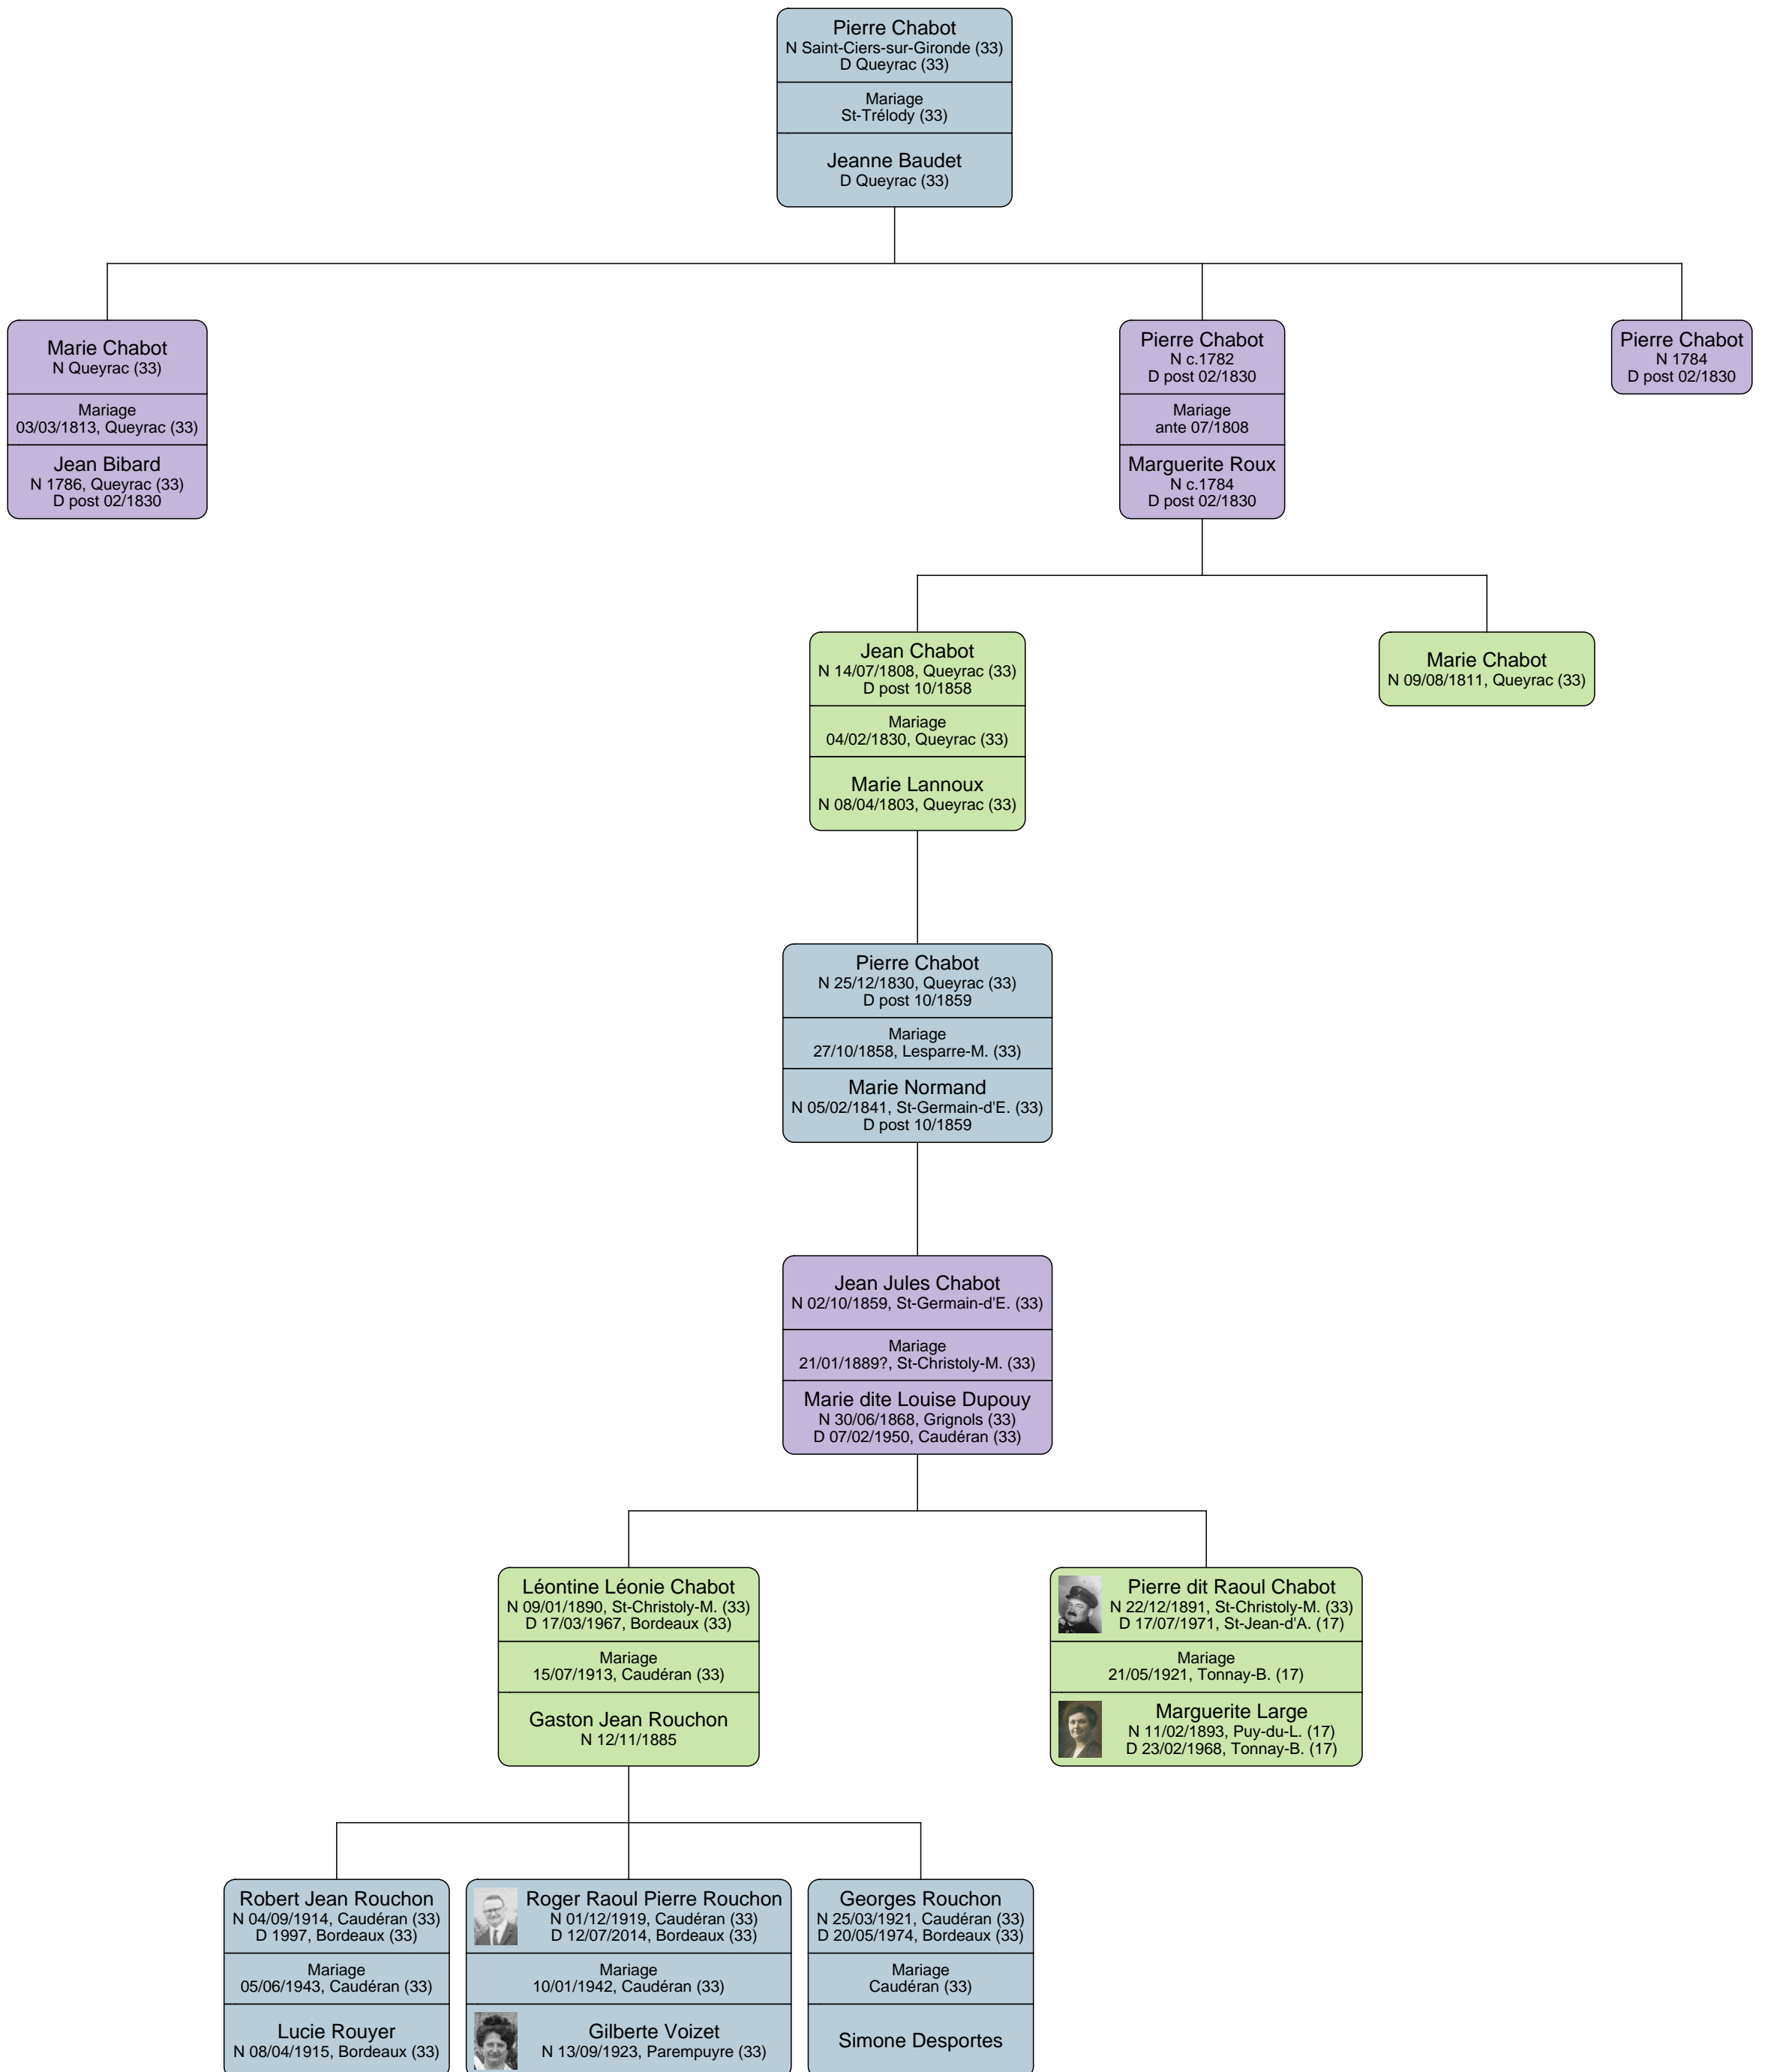 Pierre Chabot
N Saint-Ciers-sur-Gironde (33)
D Queyrac (33)
Mariage
St-Trélody (33)
Jeanne Baudet
D Queyrac (33)
Marie Chabot
N Queyrac (33)
Mariage
03/03/1813, Queyrac (33)
Jean Bibard
N 1786, Queyrac (33)
D post 02/1830
Pierre Chabot
N c.1782
D post 02/1830
Mariage
ante 07/1808
Marguerite Roux
N c.1784
D post 02/1830
Pierre Chabot
N 1784
D post 02/1830
Jean Chabot
N 14/07/1808, Queyrac (33)
D post 10/1858
Mariage
04/02/1830, Queyrac (33)
Marie Lannoux
N 08/04/1803, Queyrac (33)
Marie Chabot
N 09/08/1811, Queyrac (33)
Pierre Chabot
N 25/12/1830, Queyrac (33)
D post 10/1859
Mariage
27/10/1858, Lesparre-M. (33)
Marie Normand
N 05/02/1841, St-Germain-d'E. (33)
D post 10/1859
Jean Jules Chabot
N 02/10/1859, St-Germain-d'E. (33)
Mariage
21/01/1889?, St-Christoly-M. (33)
Marie dite Louise Dupouy
N 30/06/1868, Grignols (33)
D 07/02/1950, Caudéran (33)
Léontine Léonie Chabot
N 09/01/1890, St-Christoly-M. (33)
D 17/03/1967, Bordeaux (33)
Mariage
15/07/1913, Caudéran (33)
Gaston Jean Rouchon
N 12/11/1885
Pierre dit Raoul Chabot
N 22/12/1891, St-Christoly-M. (33)
D 17/07/1971, St-Jean-d'A. (17)
Mariage
21/05/1921, Tonnay-B. (17)
Marguerite Large
N 11/02/1893, Puy-du-L. (17)
D 23/02/1968, Tonnay-B. (17)
Robert Jean Rouchon
N 04/09/1914, Caudéran (33)
D 1997, Bordeaux (33)
Mariage
05/06/1943, Caudéran (33)
Lucie Rouyer
N 08/04/1915, Bordeaux (33)
Roger Raoul Pierre Rouchon
N 01/12/1919, Caudéran (33)
D 12/07/2014, Bordeaux (33)
Mariage
10/01/1942, Caudéran (33)
Gilberte Voizet
N 13/09/1923, Parempuyre (33)
Georges Rouchon
N 25/03/1921, Caudéran (33)
D 20/05/1974, Bordeaux (33)
Mariage
Caudéran (33)
Simone Desportes